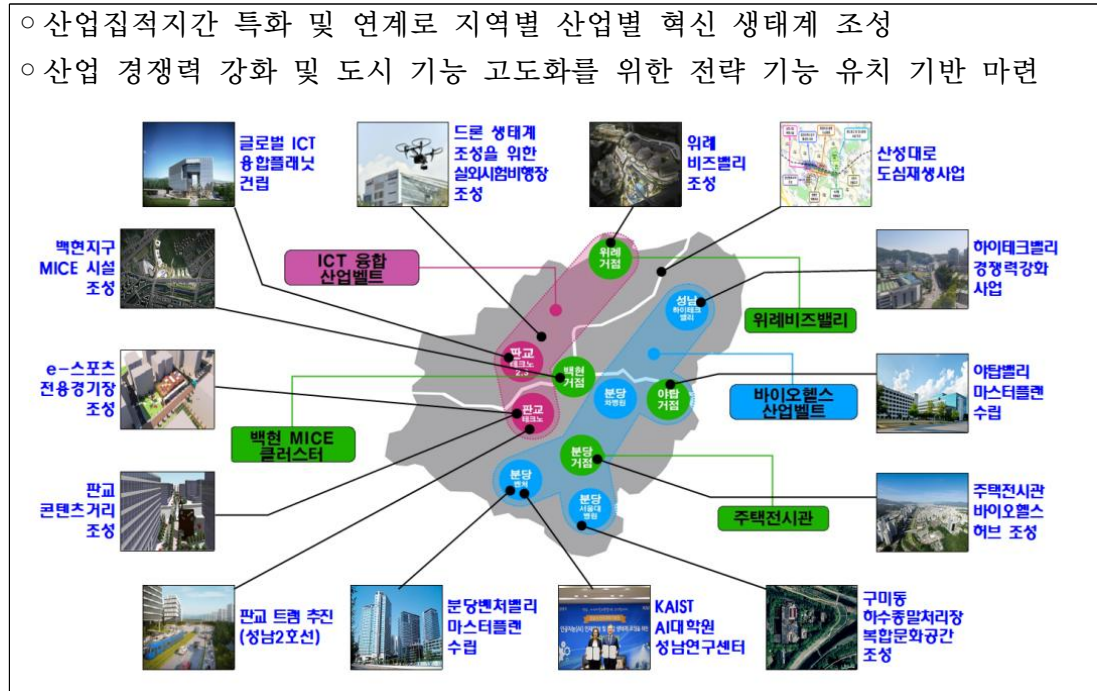 ○ 산업집적지간 특화 및 연계로 지역별 산업별 혁신 생태계 조성
○ 산업 경쟁력 강화 및 도시 기능 고도화를 위한 전략 기능 유치 기반 마련
글로벌 ICT
융합플래닛
건립
드론 생태계
조성을 위한
실외시험비행장
조성
위례
비즈밸리
조성
산성대로
도심재생사업
백현지구
MICE 시설
조성
ICT 융합
산업벨트
위례
거점
성남
하이테크
밸리
위례비즈밸리
하이테크밸리
경쟁력강화
사업
e-스포츠
전용경기장
조성
판교
테크노
2,3
백현
거점
분당
차병원
야탑
거점
바이오헬스
산업벨트
야탑밸리
마스터플랜
수립
백현 MICE
클러스터
판교
테크노
분당
거점
판교
콘텐츠거리
조성
분당
벤처
분당
서울대
병원
주택전시관
주택전시관
바이오헬스
허브 조성
판교 트램 추진
(성남2호선)
분당벤처밸리
마스터플랜
수립
KAIST
AI대학원
성남연구센터
구미동
하수종말처리장
복합문화공간
조성